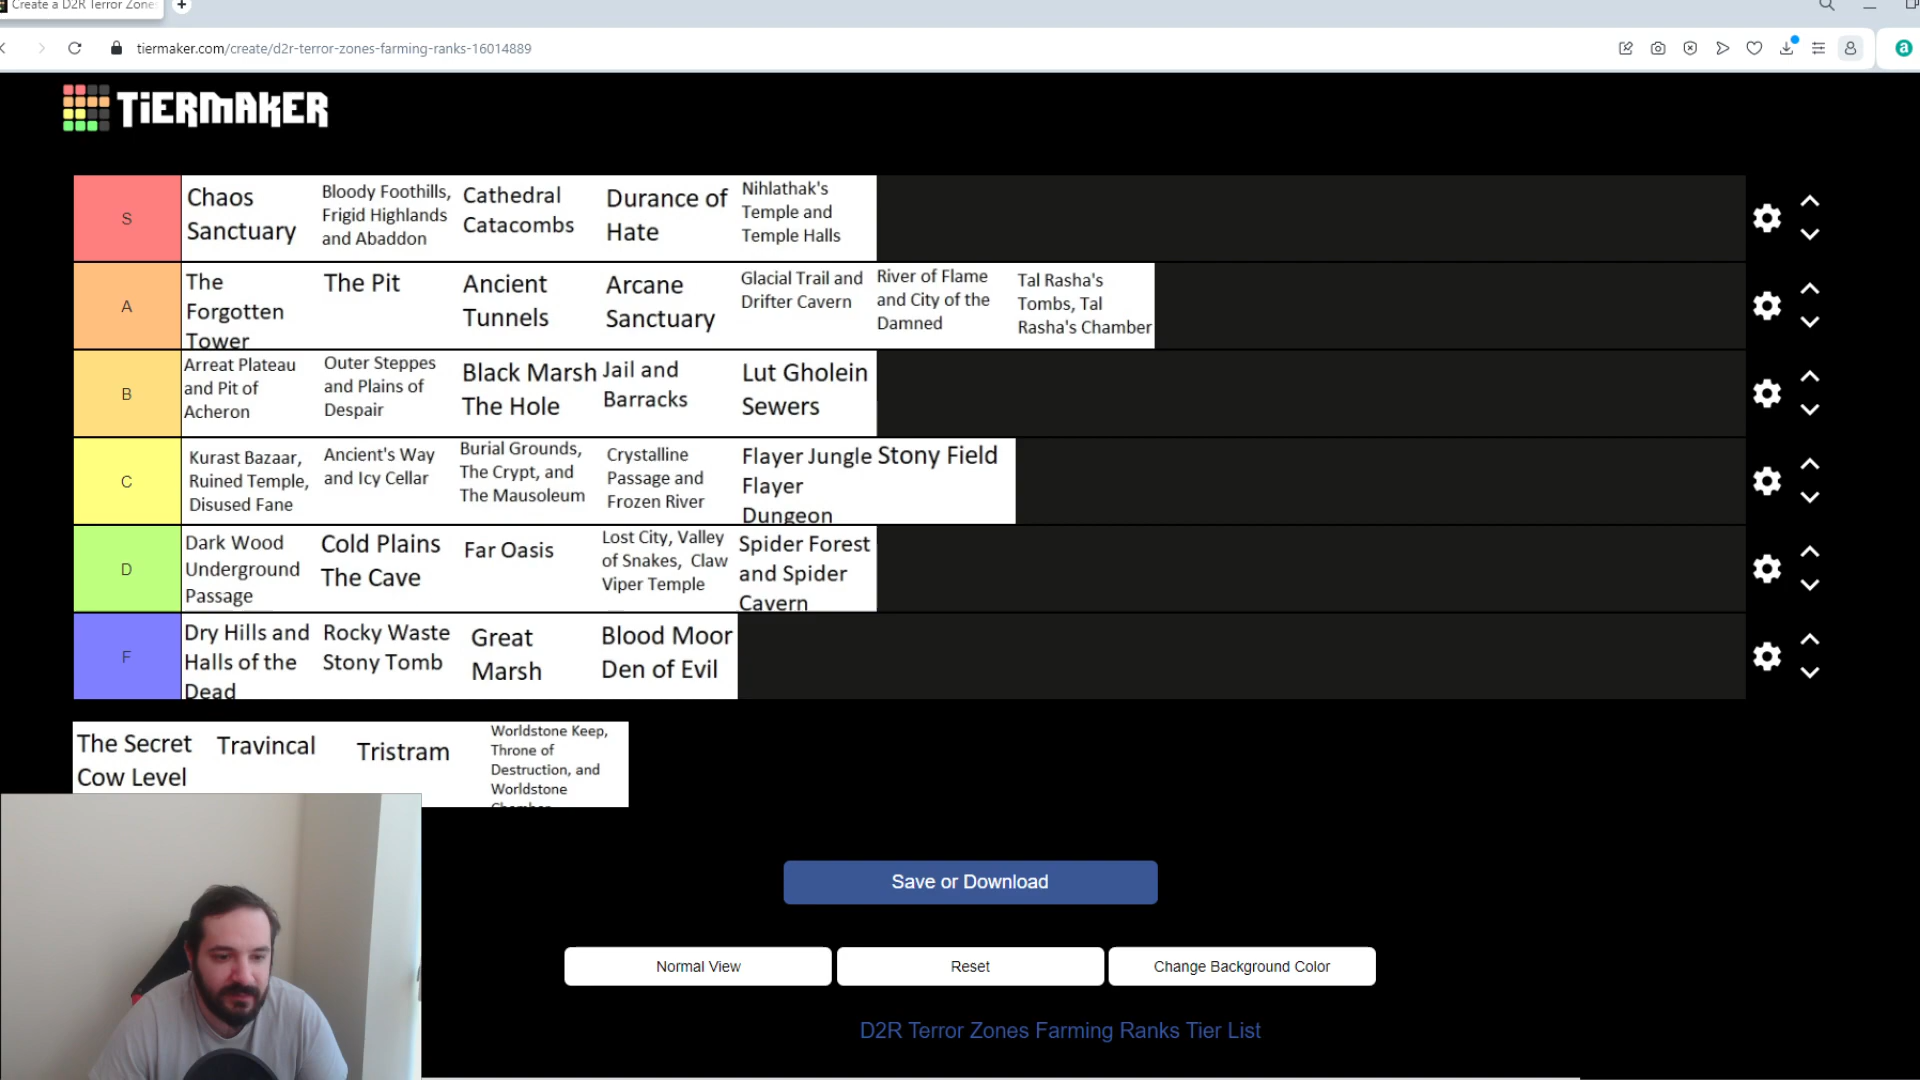 Create a D2R Terror Zone
tiermaker.com/create/d2r-terror-zones-farming-ranks-16014889
a
TiERMAKER
S
Chaos
Sanctuary
Bloody Foothills,
Frigid Highlands
and Abaddon
Cathedral
Catacombs
Durance of
Hate
Nihlathak's
Temple and
Temple Halls
A
The
Forgotten
Tower
The Pit
Ancient
Tunnels
Arcane
Sanctuary
Glacial Trail and
Drifter Cavern
River of Flame
and City of the
Damned
Tal Rasha's
Tombs, Tal
Rasha's Chamber
B
Arreat Plateau
and Pit of
Acheron
Outer Steppes
and Plains of
Despair
Black Marsh
The Hole
Jail and
Barracks
Lut Gholein
Sewers
C
Kurast Bazaar,
Ruined Temple,
Disused Fane
Ancient's Way
and Icy Cellar
Burial Grounds,
The Crypt, and
The Mausoleum
Crystalline
Passage and
Frozen River
Flayer Jungle
Flayer
Dungeon
Stony Field
D
Dark Wood
Underground
Passage
Cold Plains
The Cave
Far Oasis
Lost City, Valley
of Snakes, Claw
Viper Temple
Spider Forest
and Spider
Cavern
F
Dry Hills and
Halls of the
Dead
Rocky Waste
Stony Tomb
Great
Marsh
Blood Moor
Den of Evil
The Secret
Cow Level
Travincal
Tristram
Worldstone Keep,
Throne of
Destruction, and
Worldstone
Save or Download
Normal View
Reset
Change Background Color
D2R Terror Zones Farming Ranks Tier List